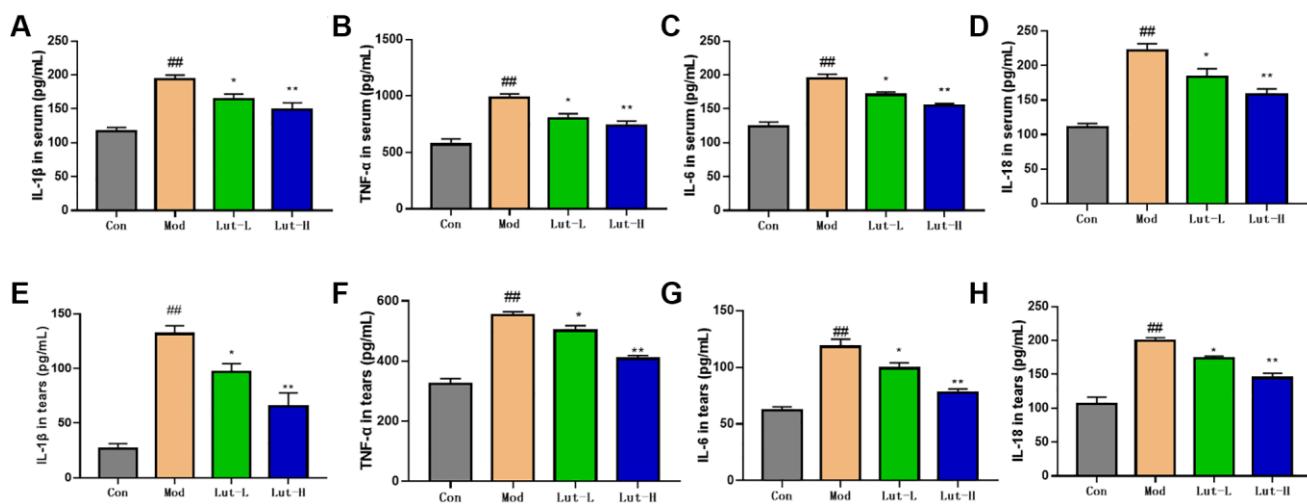 A
IL-1β in serum (pg/mL)
250
200
150
100
50
0
##
*
**
Con Mod Lut-L Lut-H
B
TNF-α in serum (pg/mL)
1500
1000
500
0
##
*
**
Con Mod Lut-L Lut-H
C
IL-6 in serum (pg/mL)
250
200
150
100
50
0
##
*
**
Con Mod Lut-L Lut-H
D
IL-18 in serum (pg/mL)
250
200
150
100
50
0
##
*
**
Con Mod Lut-L Lut-H
E
IL-1β in tears (pg/mL)
150
100
50
0
##
*
**
Con Mod Lut-L Lut-H
F
TNF-α in tears (pg/mL)
600
400
200
0
##
*
**
Con Mod Lut-L Lut-H
G
IL-6 in tears (pg/mL)
150
100
50
0
##
*
**
Con Mod Lut-L Lut-H
H
IL-18 in tears (pg/mL)
250
200
150
100
50
0
##
*
**
Con Mod Lut-L Lut-H